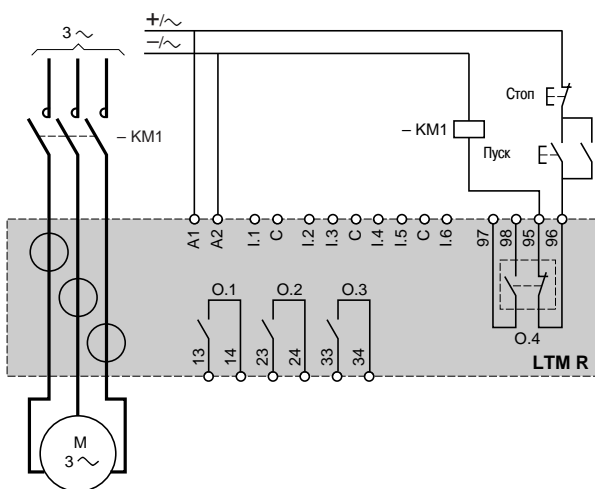 +/~
3 ~
−/~
Стоп
– KM1
– KM1
Пуск
A1
A2
I.1
C
I.2
I.3
C
I.4
I.5
C
I.6
97
98
95
96
O.1
O.2
O.3
O.4
13
14
23
24
33
34
LTM R
M
3 ~